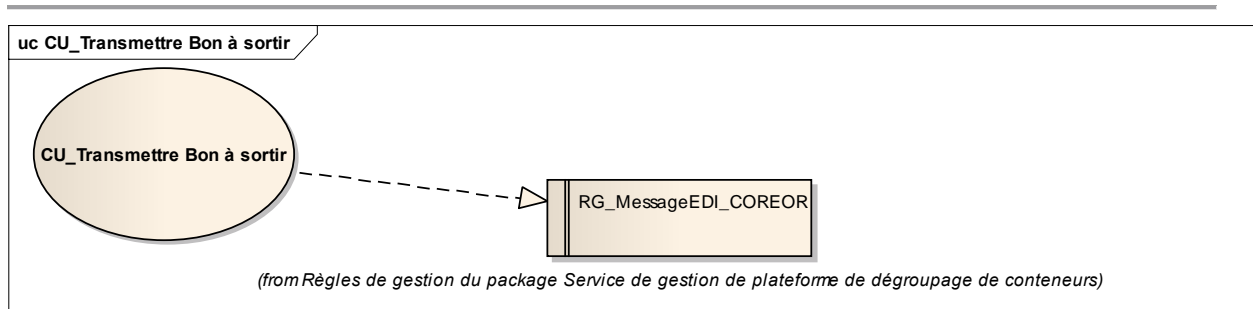 uc CU_Transmettre Bon à sortir
CU_Transmettre Bon à sortir
RG_MessageEDI_COREOR
(from Règles de gestion du package Service de gestion de plateforme de dégroupage de conteneurs)